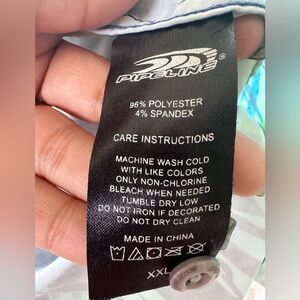 PIPELINE®
96% POLYESTER
4% SPANDEX
CARE INSTRUCTIONS
MACHINE WASH COLD
WITH LIKE COLORS
ONLY NON-CHLORINE
BLEACH WHEN NEEDED
TUMBLE DRY LOW
DO NOT IRON IF DECORATED
DO NOT DRY CLEAN
MADE IN CHINA
XXL